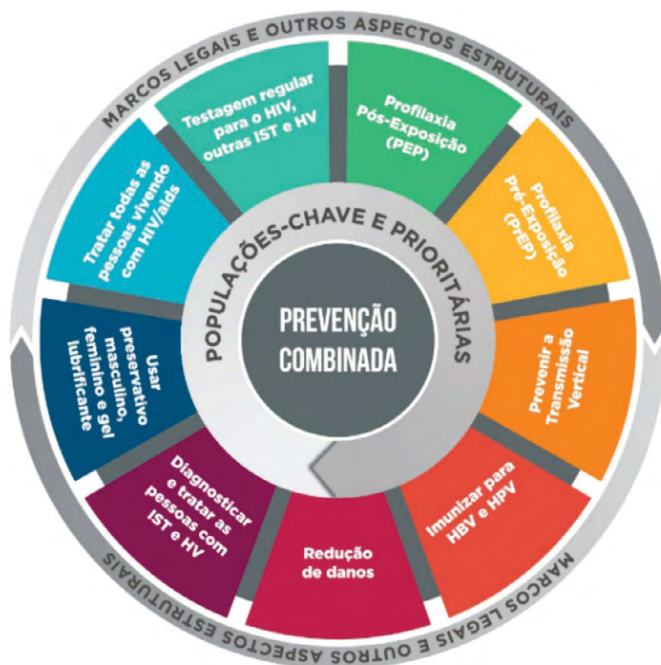 MARCOS LEGAIS E OUTROS ASPECTOS ESTRUTURAIS
Testagem regular
para o HIV,
outras IST e HV
Profilaxia
Pós-Exposição
(PEP)
Profilaxia
Pré-Exposição
(PrEP)
Prevenir a
Transmissão
Vertical
Imunizar para
HBV e HPV
Redução
de danos
Diagnosticar
e tratar as
pessoas com
IST e HV
Usar
preservativo
masculino,
feminino e gel
lubrificante
Tratar todas as
pessoas vivendo
com HIV/aids
POPULAÇÕES-CHAVE E PRIORITÁRIAS
PREVENÇÃO
COMBINADA
MARCOS LEGAIS E OUTROS ASPECTOS ESTRUTURAIS